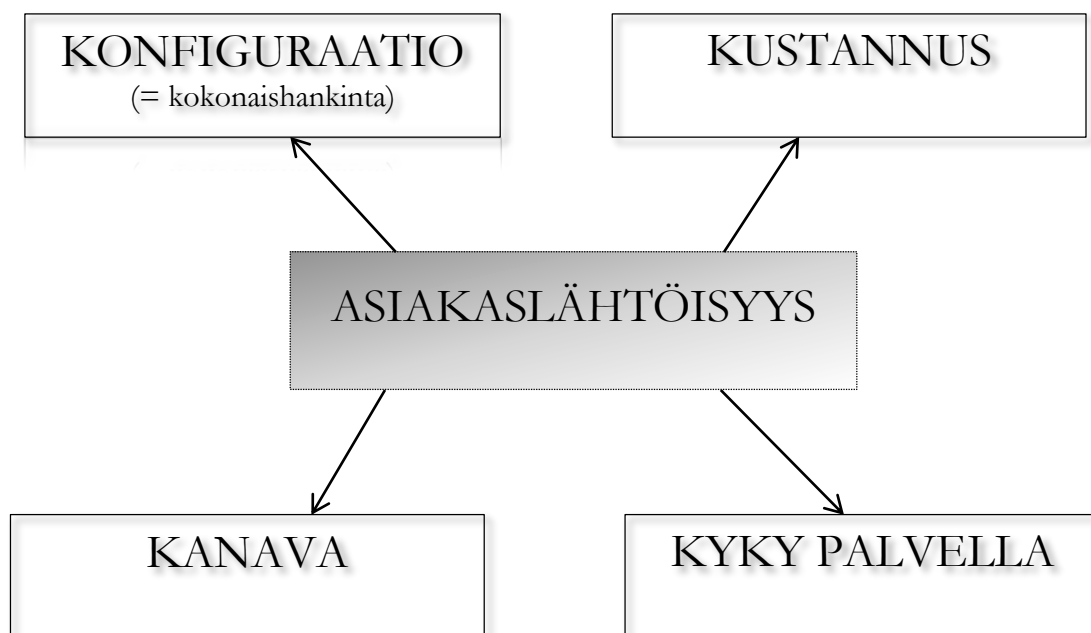 KONFIGURAATIO
(= kokonaishankinta)
KUSTANNUS
ASIAKASLÄHTÖISYYS
KANAVA
KYKY PALVELLA